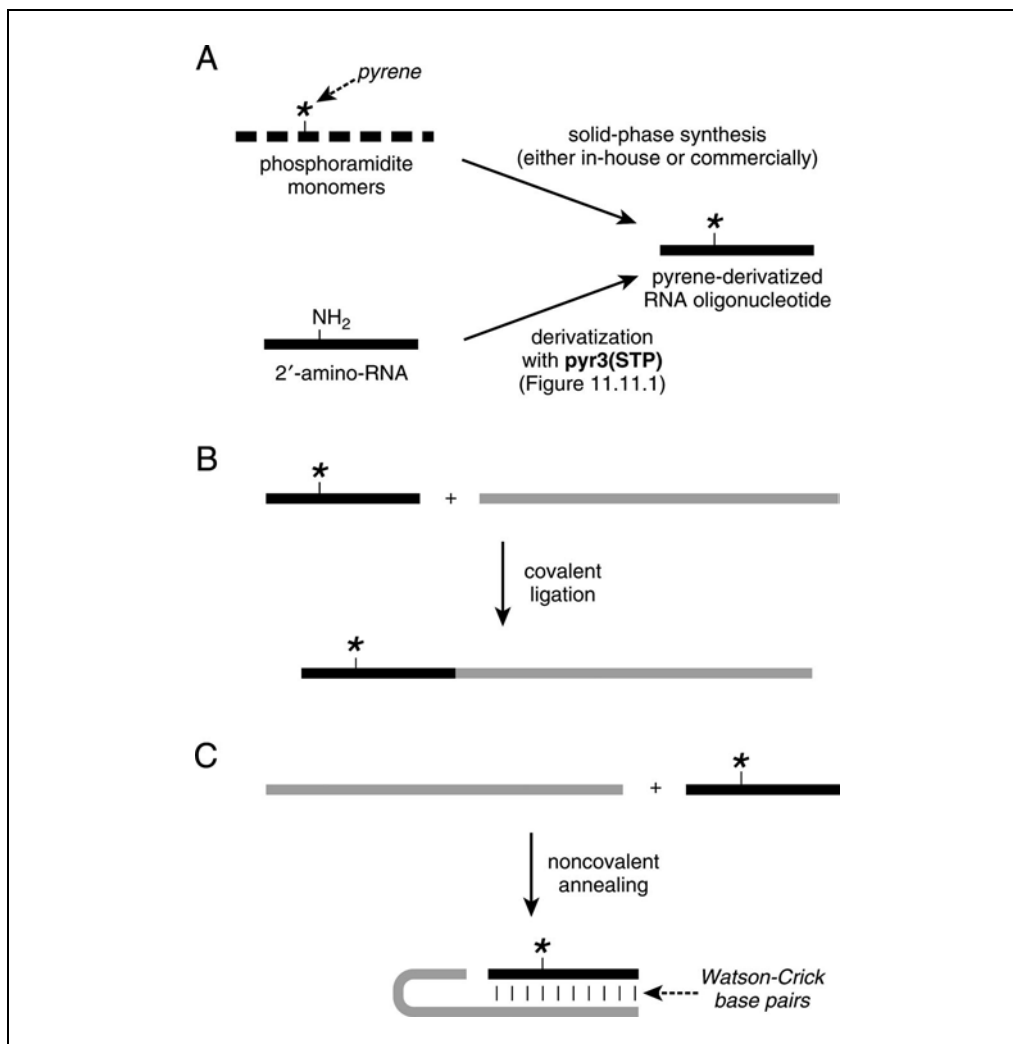 A
pyrene
*
phosphoramidite
monomers
solid-phase synthesis
(either in-house or commercially)
*
pyrene-derivatized
RNA oligonucleotide
NH₂
2′-amino-RNA
derivatization
with pyr3(STP)
(Figure 11.11.1)
B
*
+
covalent
ligation
*
C
*
+
noncovalent
annealing
*
Watson-Crick
base pairs